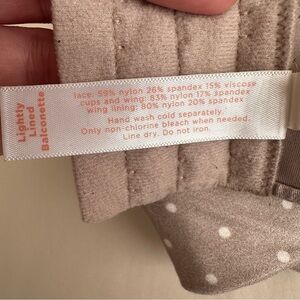 Lightly
Lined
Balconette
lace: 59% nylon 26% spandex 15% viscose
cups and wing: 83% nylon 17% spandex
wing lining: 80% nylon 20% spandex
Hand wash cold separately.
Only non-chlorine bleach when needed.
Line dry. Do not iron.